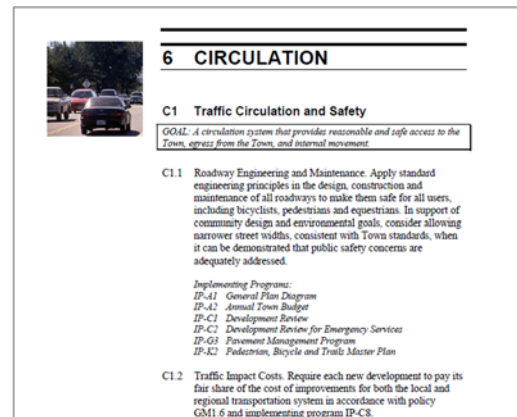 6 CIRCULATION
C1 Traffic Circulation and Safety
GOAL: A circulation system that provides reasonable and safe access to the
Town, egress from the Town, and internal movement.
C1.1 Roadway Engineering and Maintenance. Apply standard
engineering principles in the design, construction and
maintenance of all roadways to make them safe for all users,
including bicyclists, pedestrians and equestrians. In support of
community design and environmental goals, consider allowing
narrower street widths, consistent with Town standards, when
it can be demonstrated that public safety concerns are
adequately addressed.
Implementing Programs:
IP-A1 General Plan Diagram
IP-A2 Annual Town Budget
IP-C1 Development Review
IP-C2 Development Review for Emergency Services
IP-G3 Pavement Management Program
IP-K2 Pedestrian, Bicycle and Trails Master Plan
C1.2 Traffic Impact Costs. Require each new development to pay its
fair share of the cost of improvements for both the local and
regional transportation system in accordance with policy
GM1.6 and implementing program IP-C8.